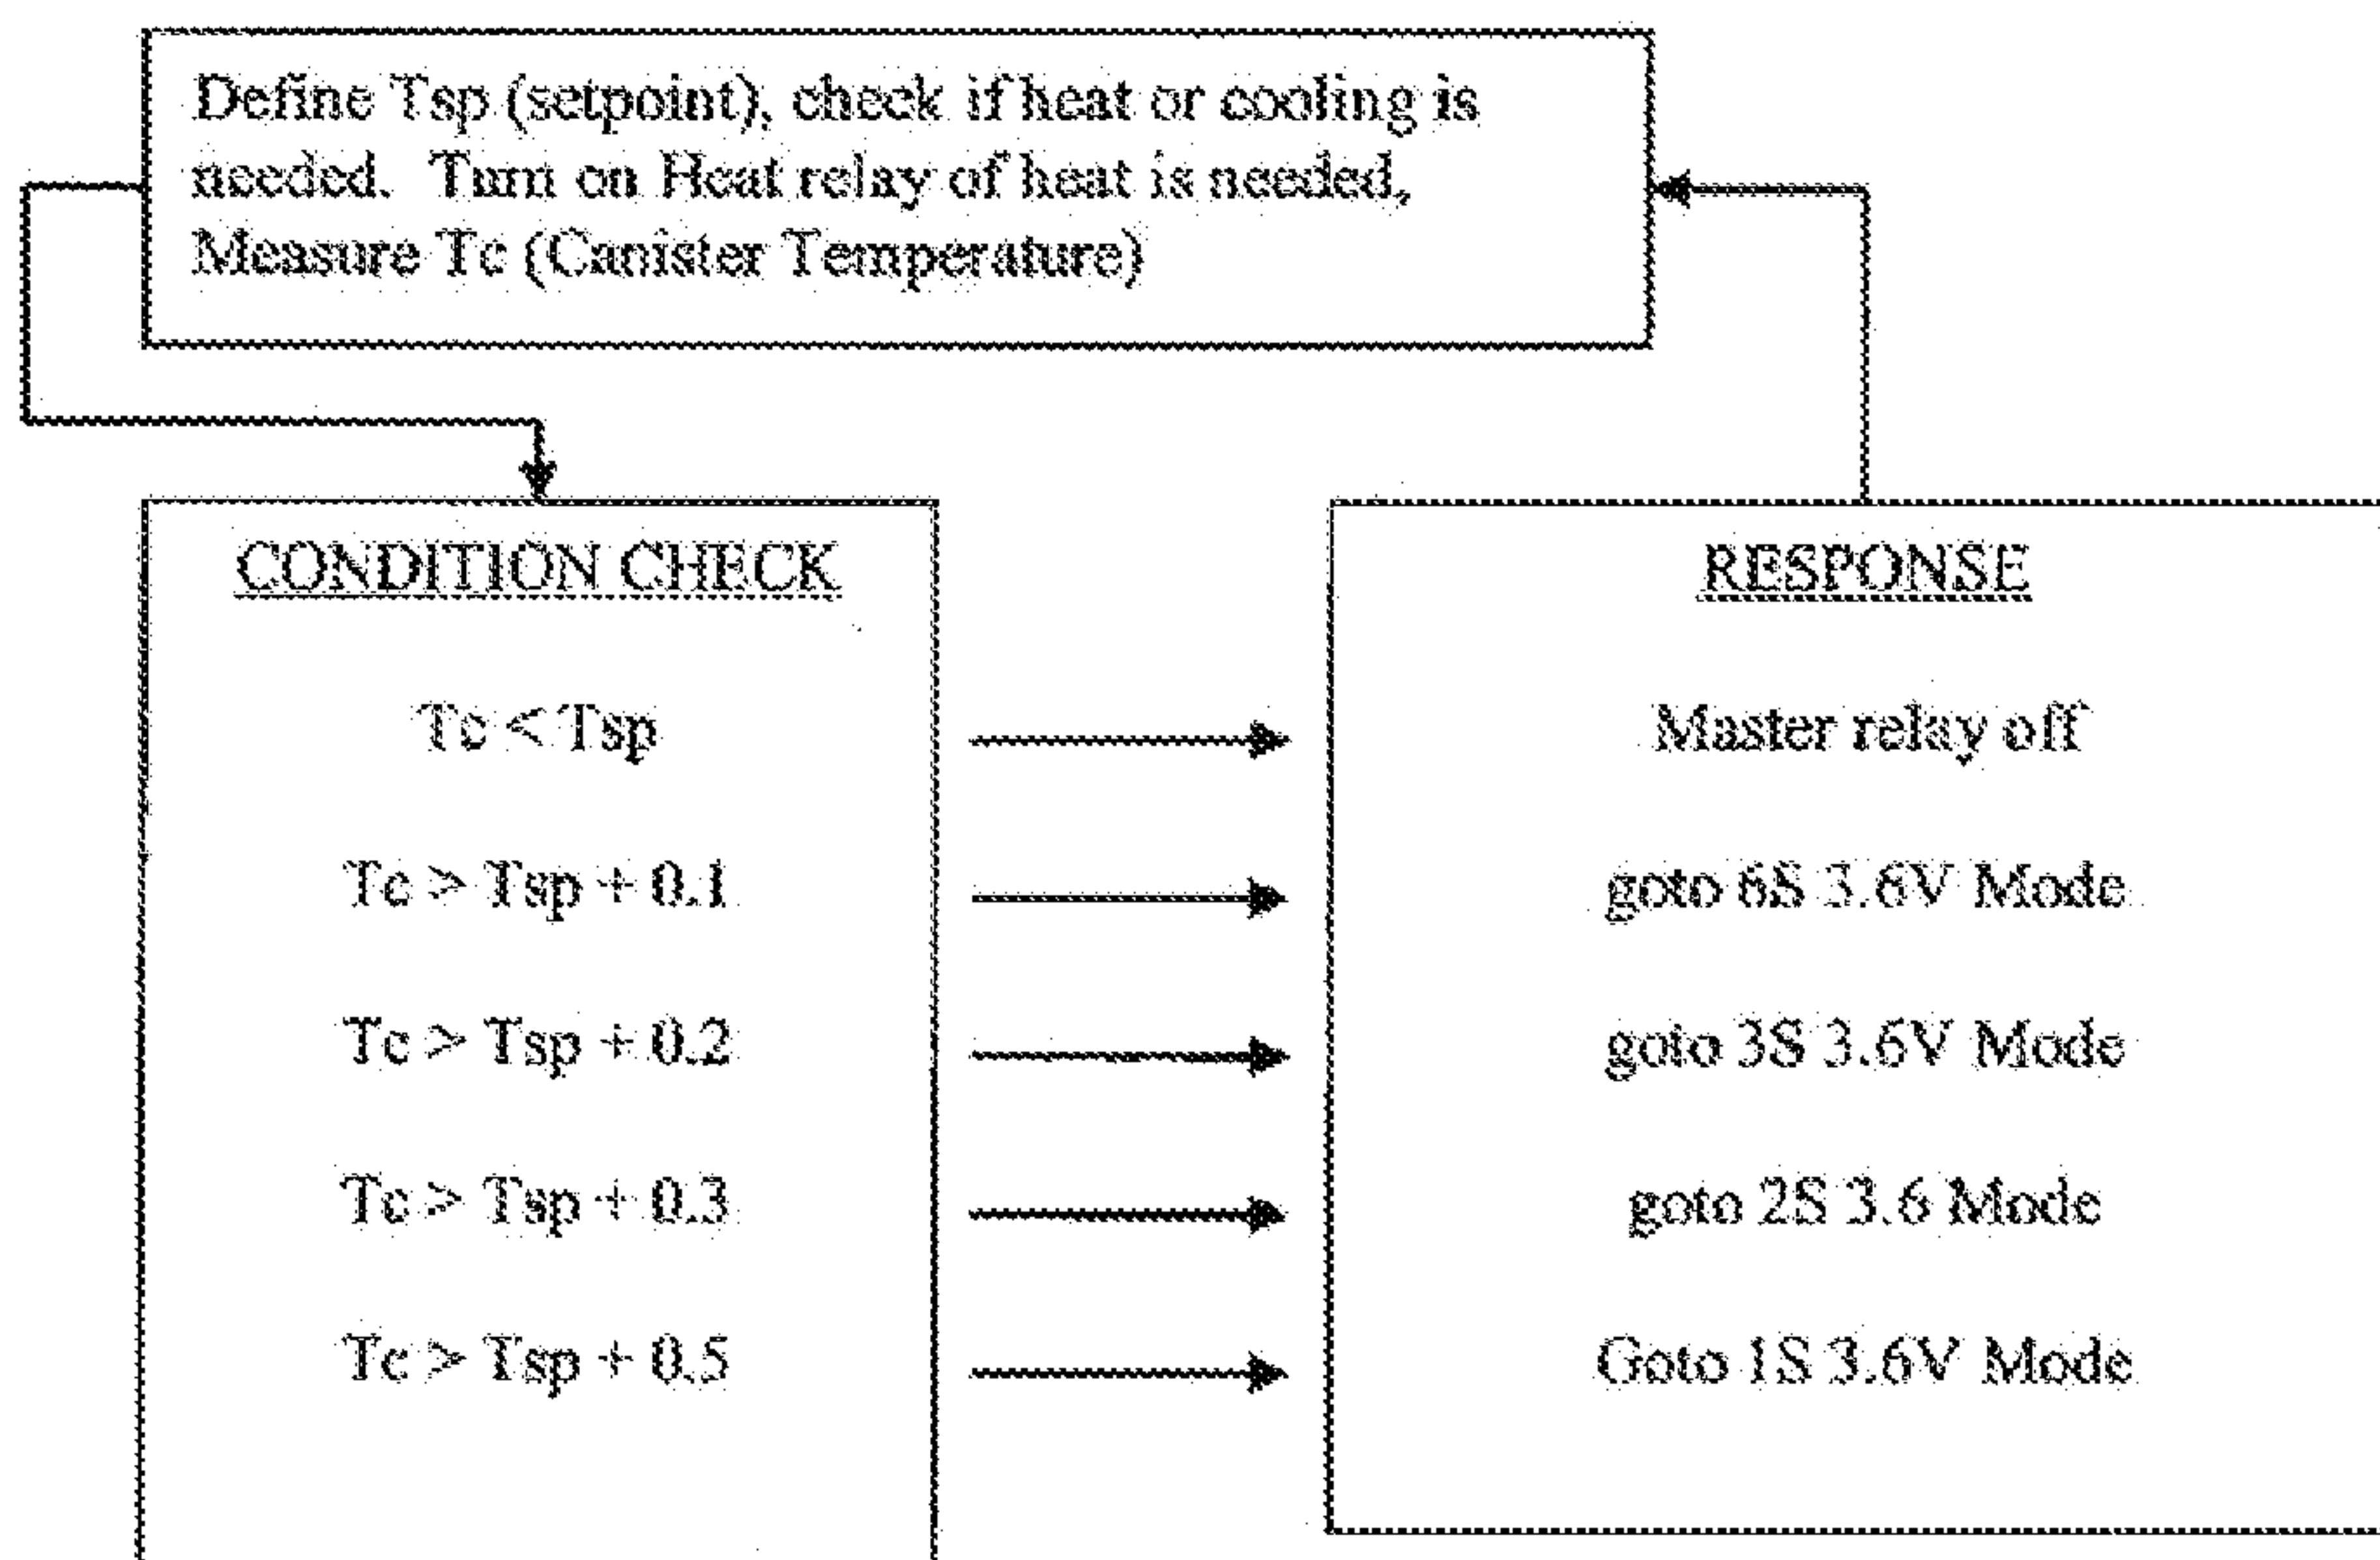 Define Tsp (setpoint), check if heat or cooling is
needed. Turn on Heat relay of heat is needed,
Measure Tc (Canister Temperature)
CONDITION CHECK
Tc < Tsp
Tc > Tsp + 0.1
Tc > Tsp + 0.2
Tc > Tsp + 0.3
Tc > Tsp + 0.5
RESPONSE
Master relay off
goto 6S 3.6V Mode
goto 3S 3.6V Mode
goto 2S 3.6 Mode
Goto 1S 3.6V Mode